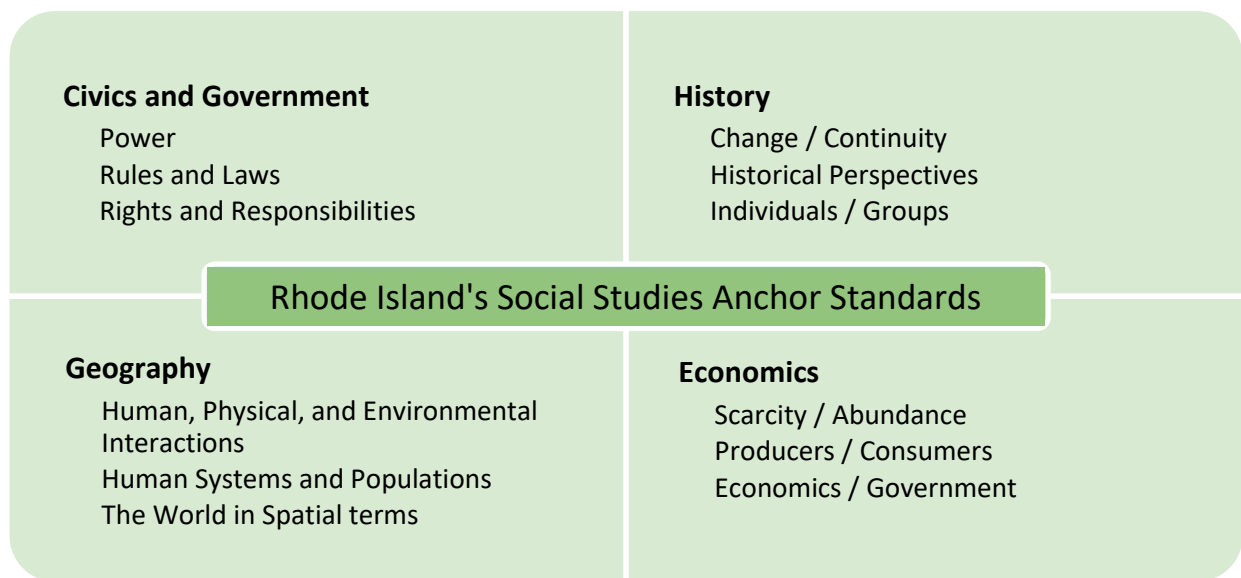 Civics and Government
Power
Rules and Laws
Rights and Responsibilities
History
Change / Continuity
Historical Perspectives
Individuals / Groups
Rhode Island's Social Studies Anchor Standards
Geography
Human, Physical, and Environmental
Interactions
Human Systems and Populations
The World in Spatial terms
Economics
Scarcity / Abundance
Producers / Consumers
Economics / Government